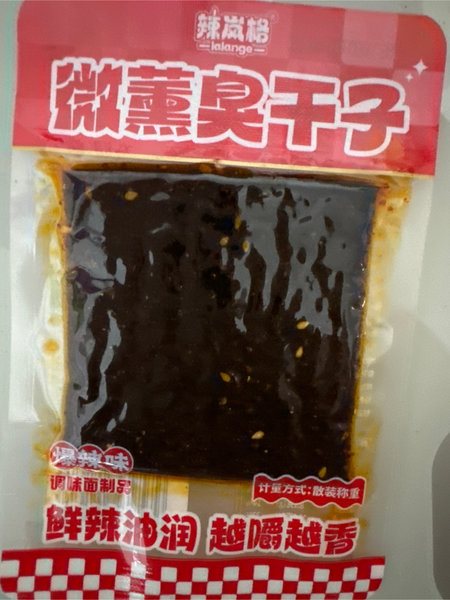 辣岚格
lalange
微薰臭干子
爆辣味
调味面制品
计量方式:散装称重
鲜辣油润 越嚼越香